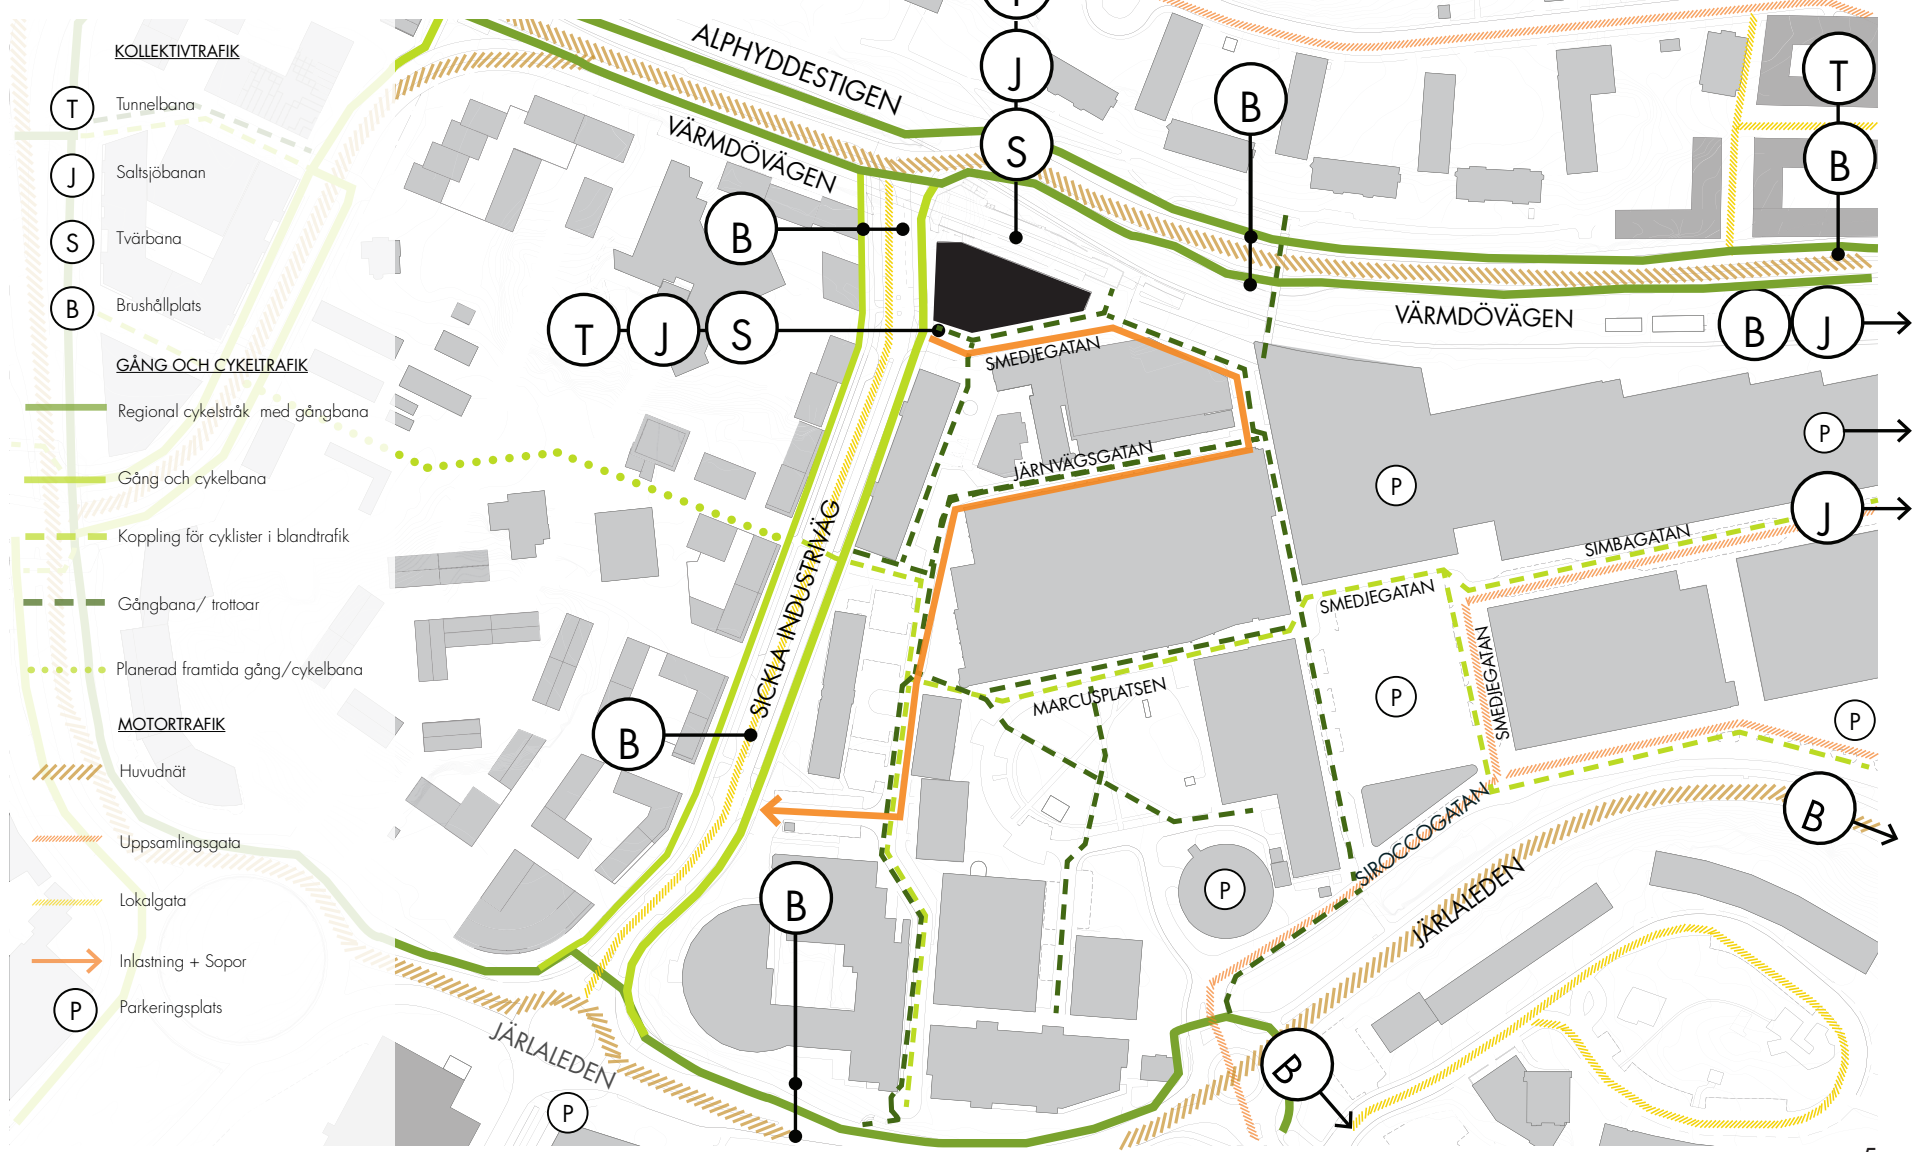 KOLLEKTIVTRAFIK
T
Tunnelbana
J
Saltsjöbanan
S
Tvärbana
B
Brushållplats
GÅNG OCH CYKELTRAFIK
Regional cykelstråk med gångbana
Gång och cykelbana
Koppling för cyklister i blandtrafik
Gångbana/ trottoar
Planerad framtida gång/cykelbana
MOTORTRAFIK
Huvudnät
Uppsamlingsgata
Lokalgata
Inlastning + Sopor
P
Parkeringsplats
ALPHYDDESTIGEN
VÄRMDÖVÄGEN
J
S
B
T
B
B
T
J
S
VÄRMDÖVÄGEN
B
J
SMEDJEGATAN
JÄRNVÄGSGATAN
P
P
J
SIMBAGATAN
SMEDJEGATAN
SMEDJEGATAN
SICKLA INDUSTRIVÄG
MARCUSPLATSEN
P
P
B
B
SIROCCOGATAN
JÄRLALEDEN
P
B
JÄRLALEDEN
B
P